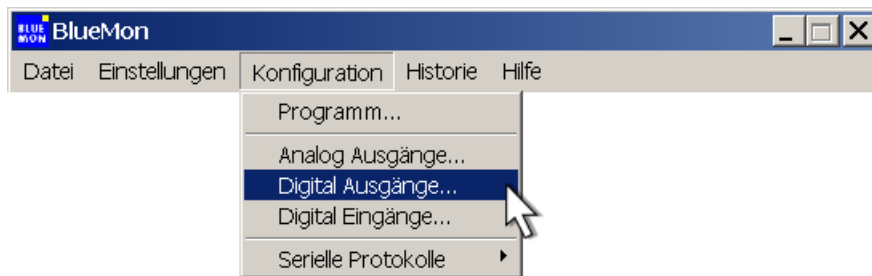 BLUE MON BlueMon
Datei Einstellungen Konfiguration Historie Hilfe
Programm...
Analog Ausgänge...
Digital Ausgänge...
Digital Eingänge...
Serielle Protokolle